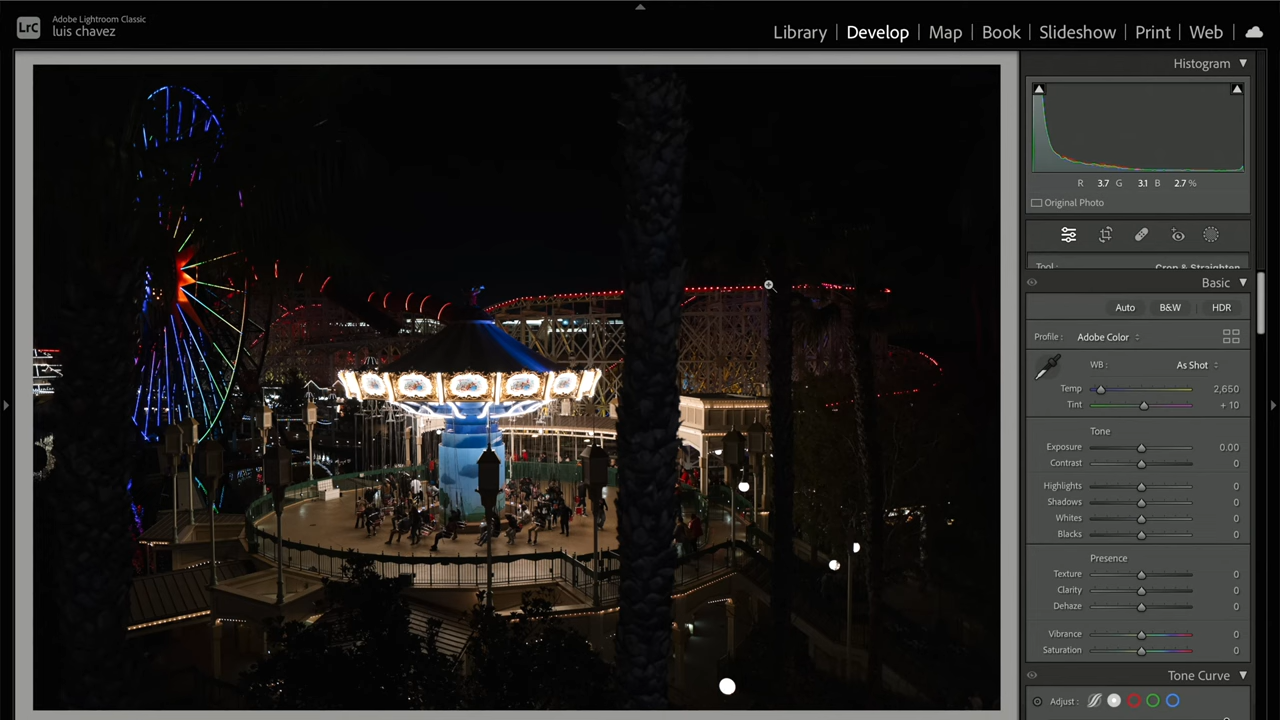 LrC
Adobe Lightroom Classic
luis chavez
Library | Develop | Map | Book | Slideshow | Print | Web
Histogram
R 3.7 G 3.1 B 2.7 %
Original Photo
Tool: Crop & Straighten
Basic
Auto B&W HDR
Profile : Adobe Color
WB : As Shot
Temp 2,650
Tint + 10
Tone
Exposure 0.00
Contrast 0
Highlights 0
Shadows 0
Whites 0
Blacks 0
Presence
Texture 0
Clarity 0
Dehaze 0
Vibrance 0
Saturation 0
Tone Curve
Adjust :